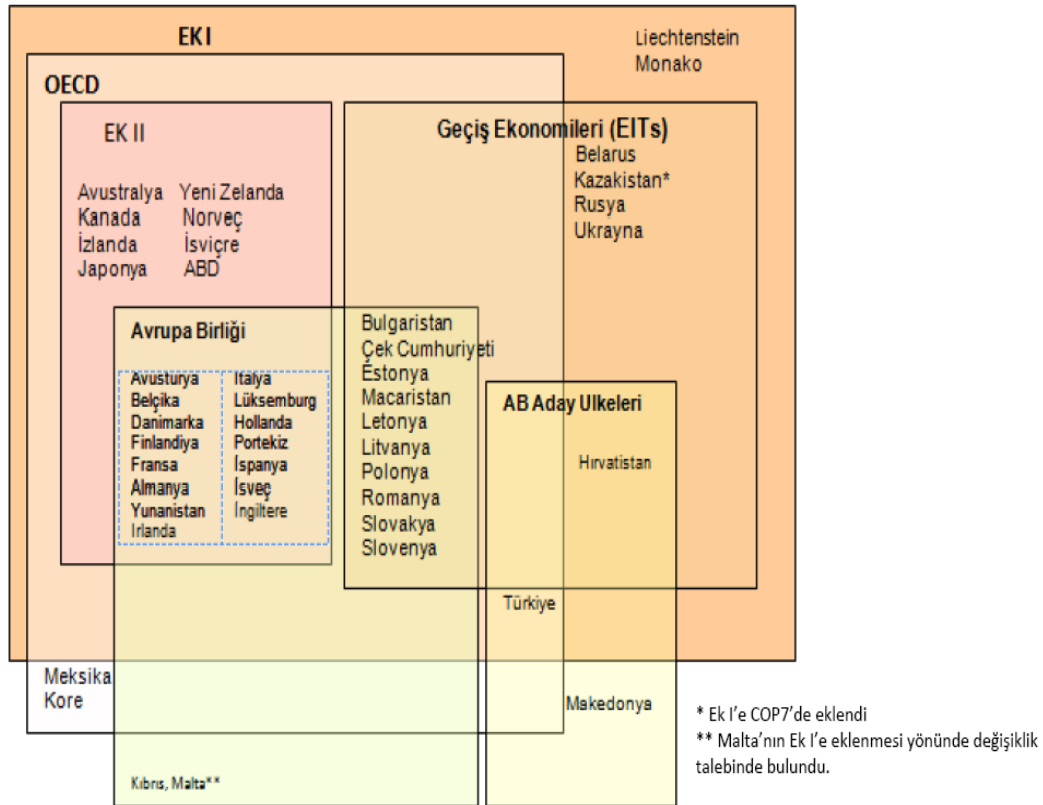 EK I
Liechtenstein
Monako
OECD
EK II
Geçiş Ekonomileri (EITs)
Belarus
Kazakistan*
Rusya
Ukrayna
Avustralya Yeni Zelanda
Kanada Norveç
İzlanda İsviçre
Japonya ABD
Avrupa Birliği
Avusturya İtalya
Belçika Lüksemburg
Danimarka Hollanda
Finlandiya Portekiz
Fransa İspanya
Almanya İsveç
Yunanistan İngiltere
Irlanda
Bulgaristan
Çek Cumhuriyeti
Estonya
Macaristan
Letonya
Litvanya
Polonya
Romanya
Slovakya
Slovenya
AB Aday Ulkeleri
Hırvatistan
Türkiye
Meksika
Kore
Makedonya
Kıbrıs, Malta**
* Ek I'e COP7'de eklendi
** Malta'nın Ek I'e eklenmesi yönünde değişiklik
talebinde bulundu.